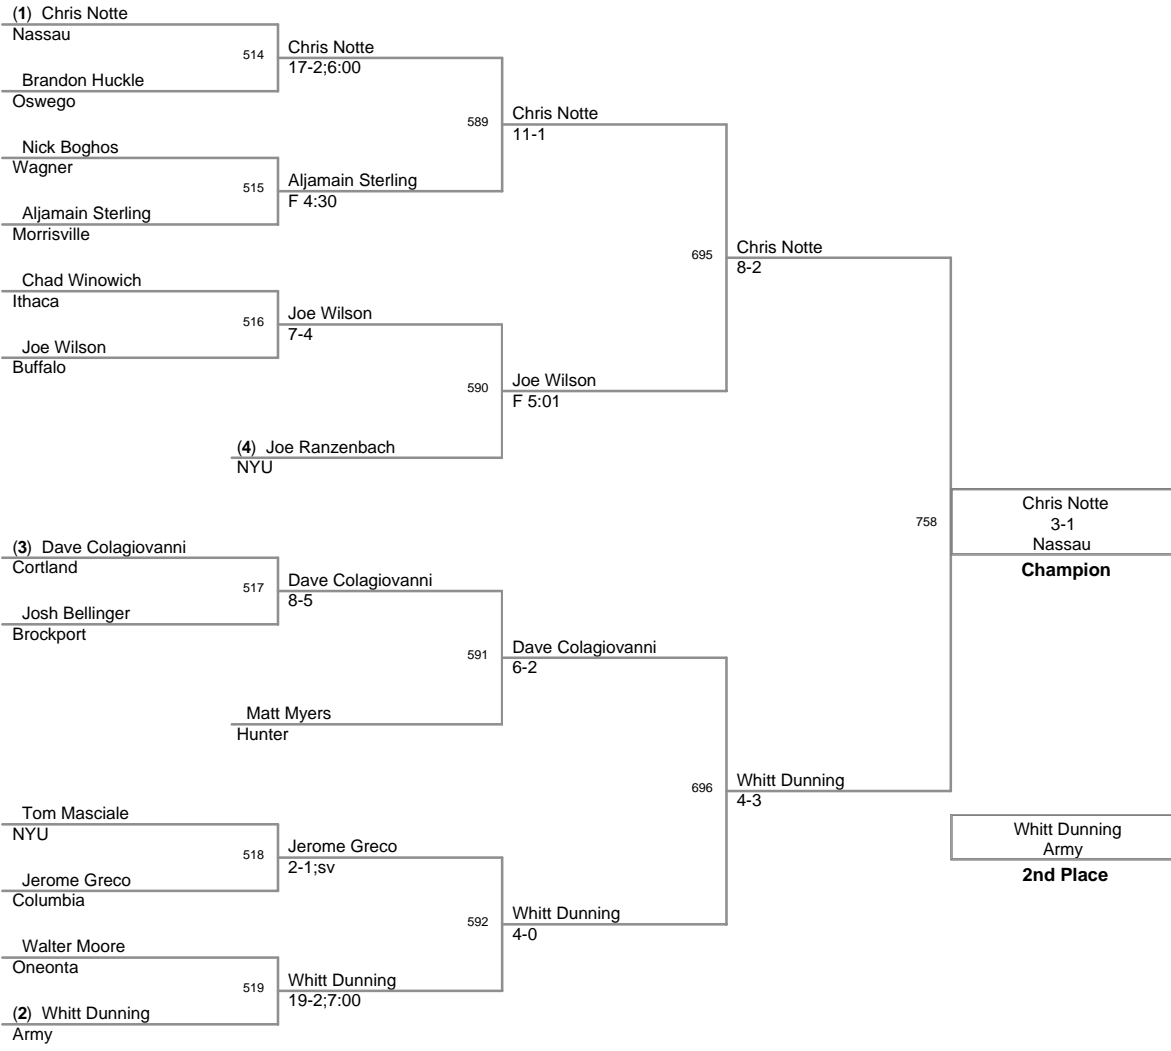 (1) Chris Notte
Nassau
514
Chris Notte
17-2;6:00
Brandon Huckle
Oswego
589
Chris Notte
11-1
Nick Boghos
Wagner
515
Aljamain Sterling
F 4:30
Aljamain Sterling
Morrisville
695
Chris Notte
8-2
Chad Winowich
Ithaca
516
Joe Wilson
7-4
Joe Wilson
Buffalo
590
Joe Wilson
F 5:01
(4) Joe Ranzenbach
NYU
758
Chris Notte
3-1
Nassau
Champion
(3) Dave Colagiovanni
Cortland
517
Dave Colagiovanni
8-5
Josh Bellinger
Brockport
591
Dave Colagiovanni
6-2
Matt Myers
Hunter
696
Whitt Dunning
4-3
Tom Masciale
NYU
518
Jerome Greco
2-1;sv
Jerome Greco
Columbia
592
Whitt Dunning
4-0
Walter Moore
Oneonta
519
Whitt Dunning
19-2;7:00
(2) Whitt Dunning
Army
Whitt Dunning
Army
2nd Place